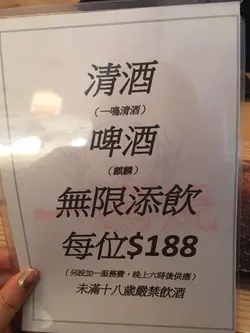 清酒
(一鳴清酒)
啤酒
(麒麟)
無限添飲
每位$188
(另設加一服務費，晚上六時後供應)
未滿十八歲嚴禁飲酒